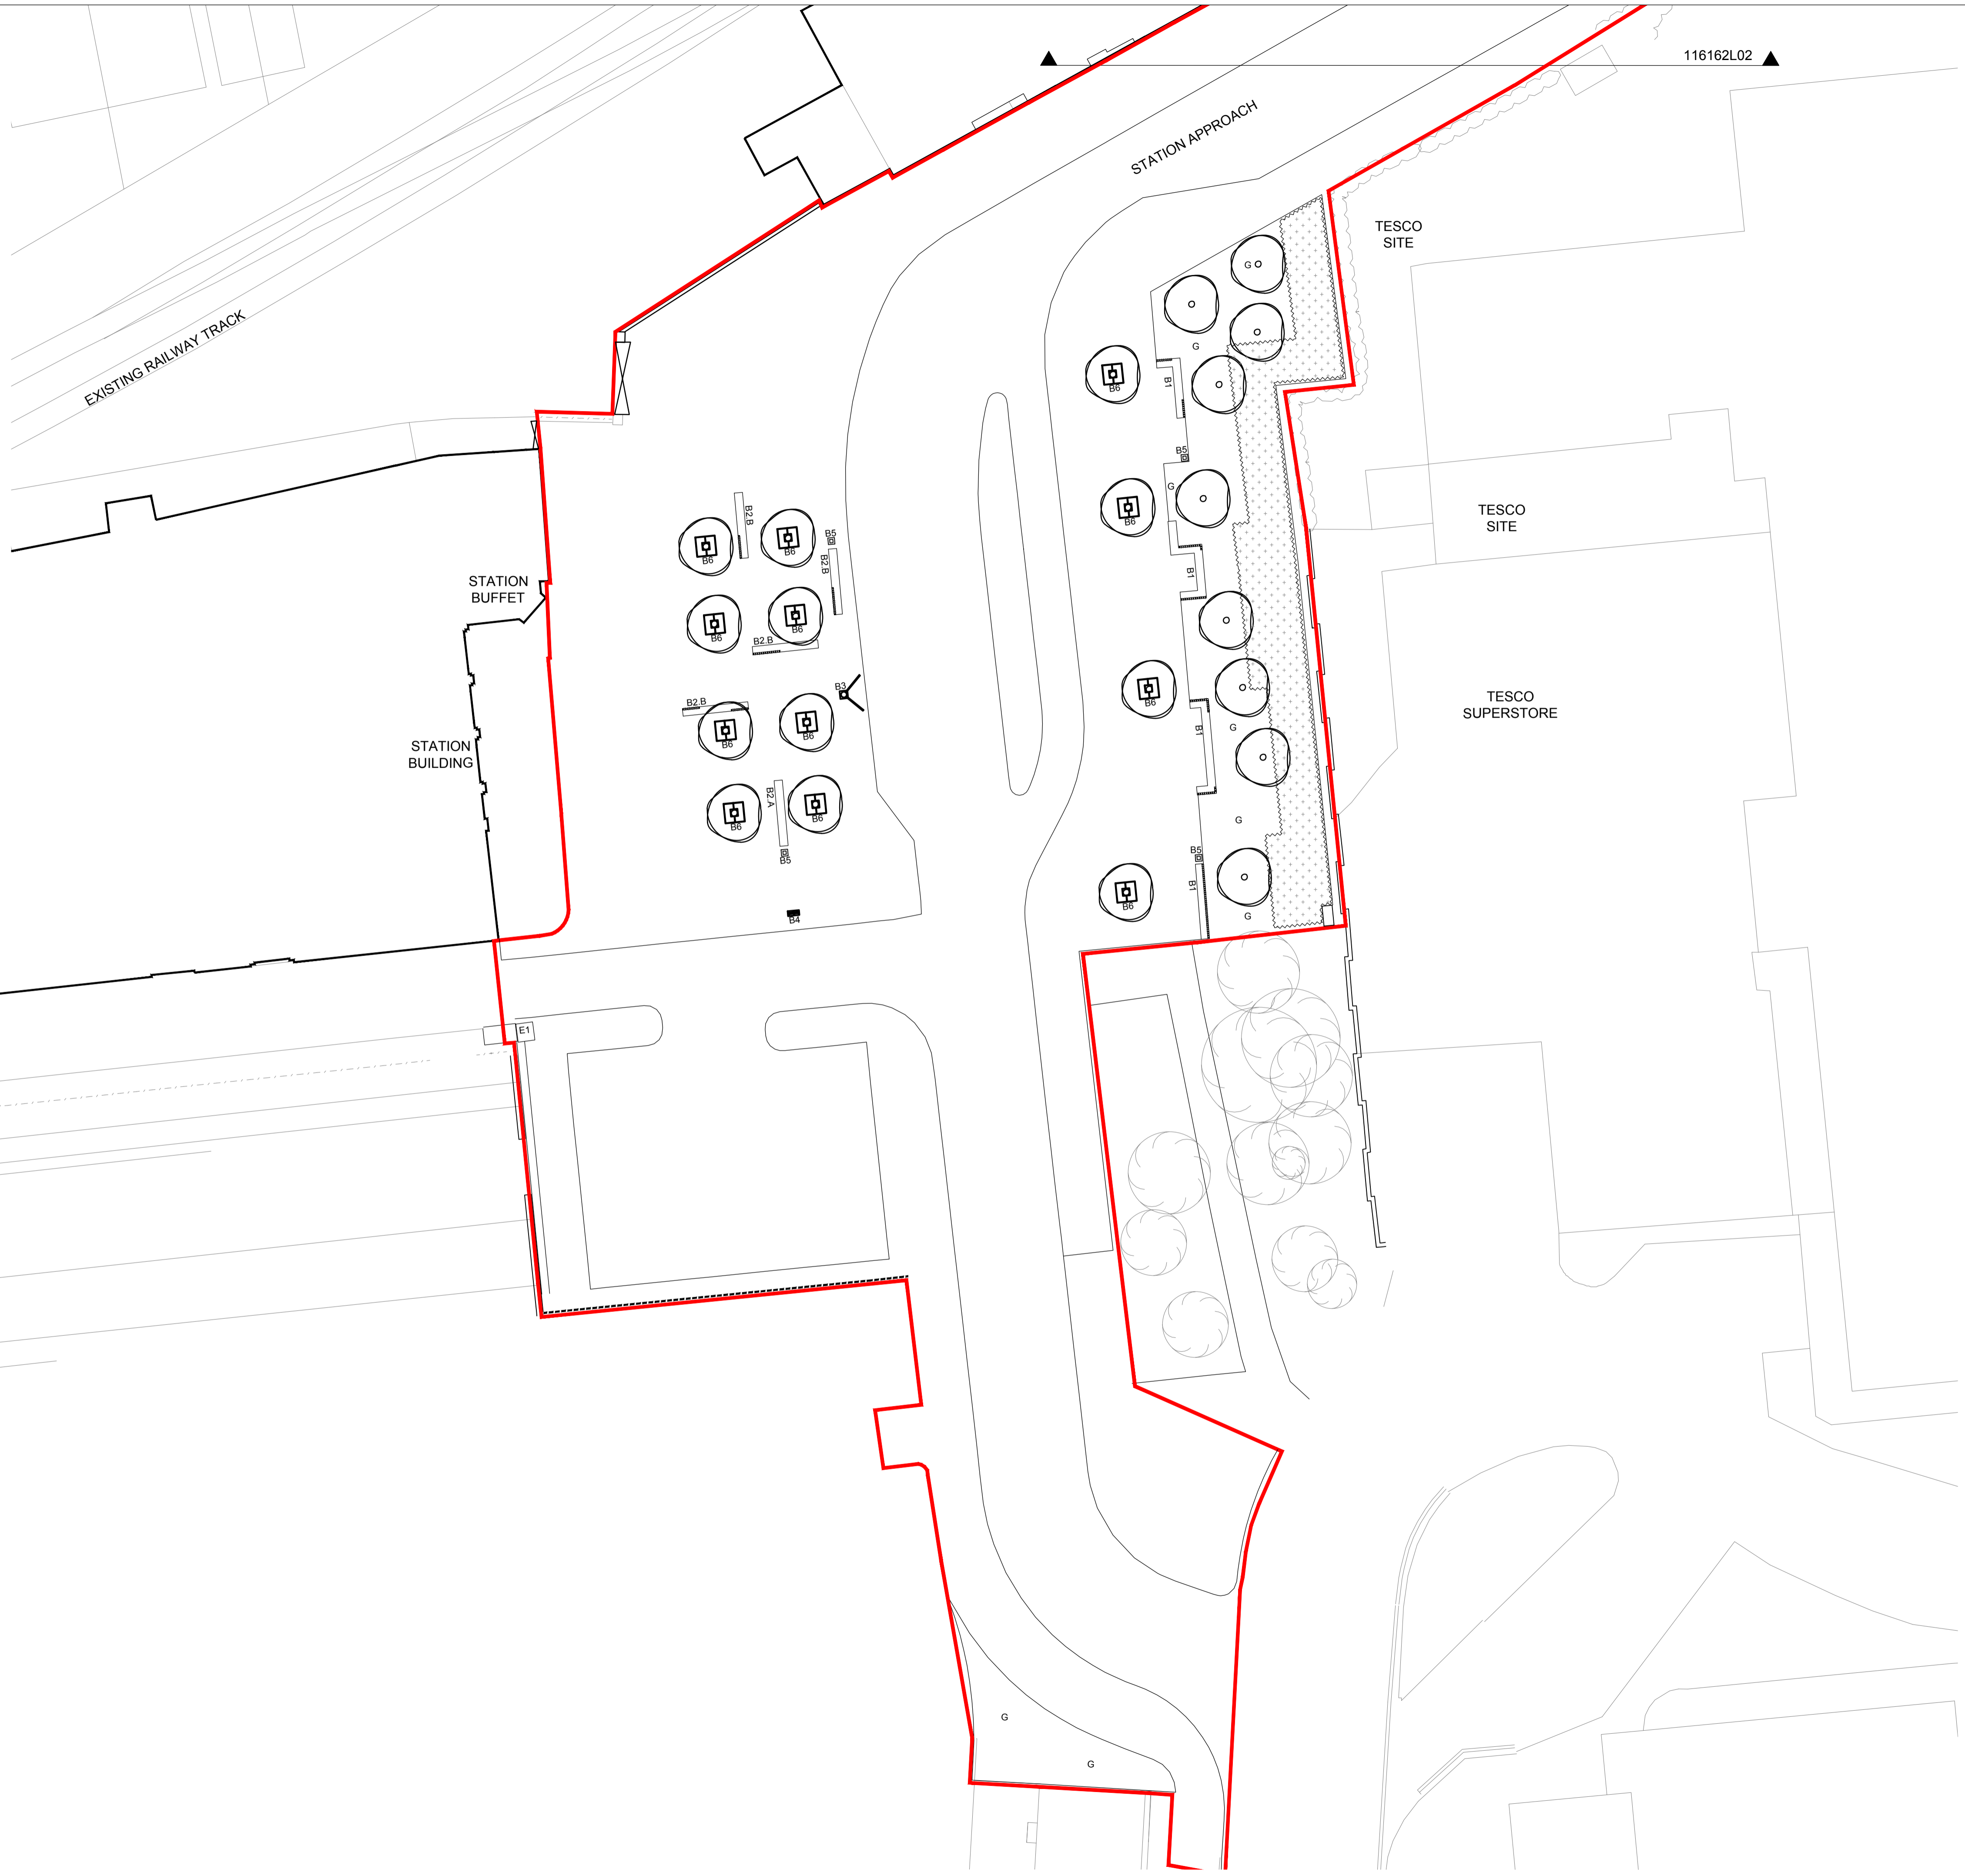 116162L02
STATION APPROACH
TESCO
SITE
G
EXISTING RAILWAY TRACK
G
B6
B1
B5
G
B6
TESCO
SITE
B2.B
B5
B6
B6
B2.B
B1
STATION
BUFFET
B6
B6
B2.B
B3
B6
TESCO
SUPERSTORE
B2.B
B6
B6
G
B1
STATION
BUILDING
B2.A
B6
B6
G
B5
B5
B1
B6
B4
G
E1
G
G